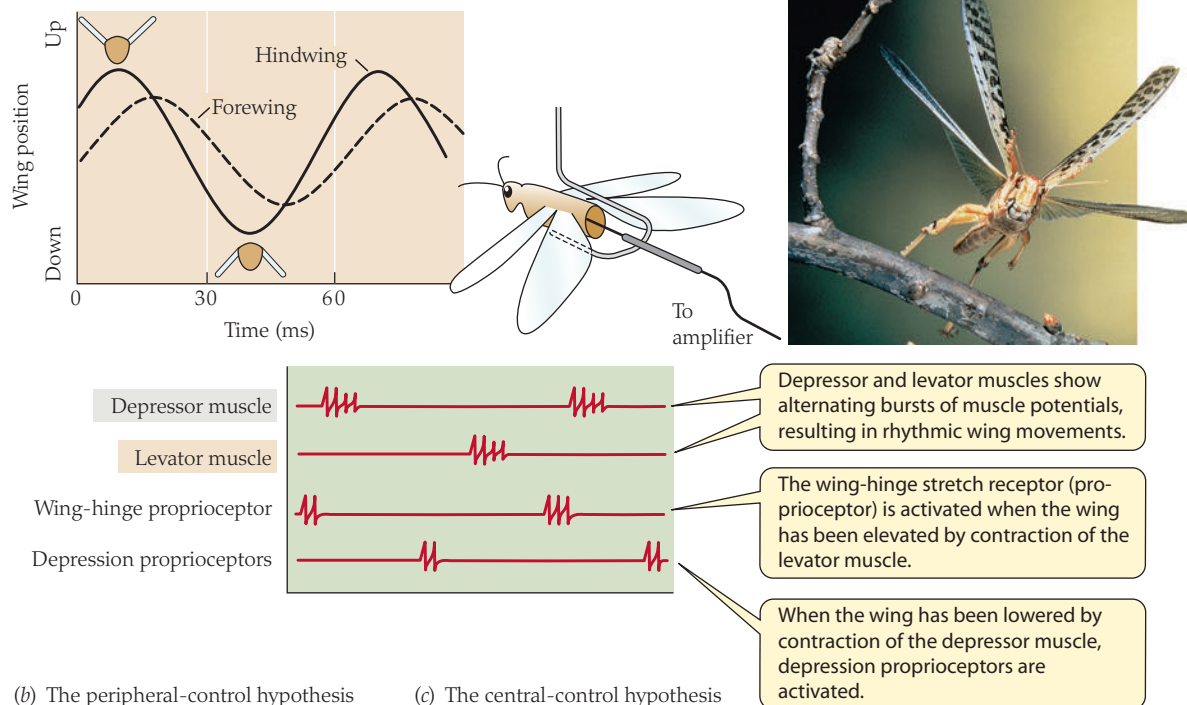 Up
Wing position
Down
Hindwing
Forewing
0 30 60
Time (ms)
To
amplifier
Depressor muscle
Levator muscle
Wing-hinge proprioceptor
Depression proprioceptors
Depressor and levator muscles show
alternating bursts of muscle potentials,
resulting in rhythmic wing movements.
The wing-hinge stretch receptor (pro-
prioceptor) is activated when the wing
has been elevated by contraction of the
levator muscle.
When the wing has been lowered by
contraction of the depressor muscle,
depression proprioceptors are
activated.
(b) The peripheral-control hypothesis
(c) The central-control hypothesis